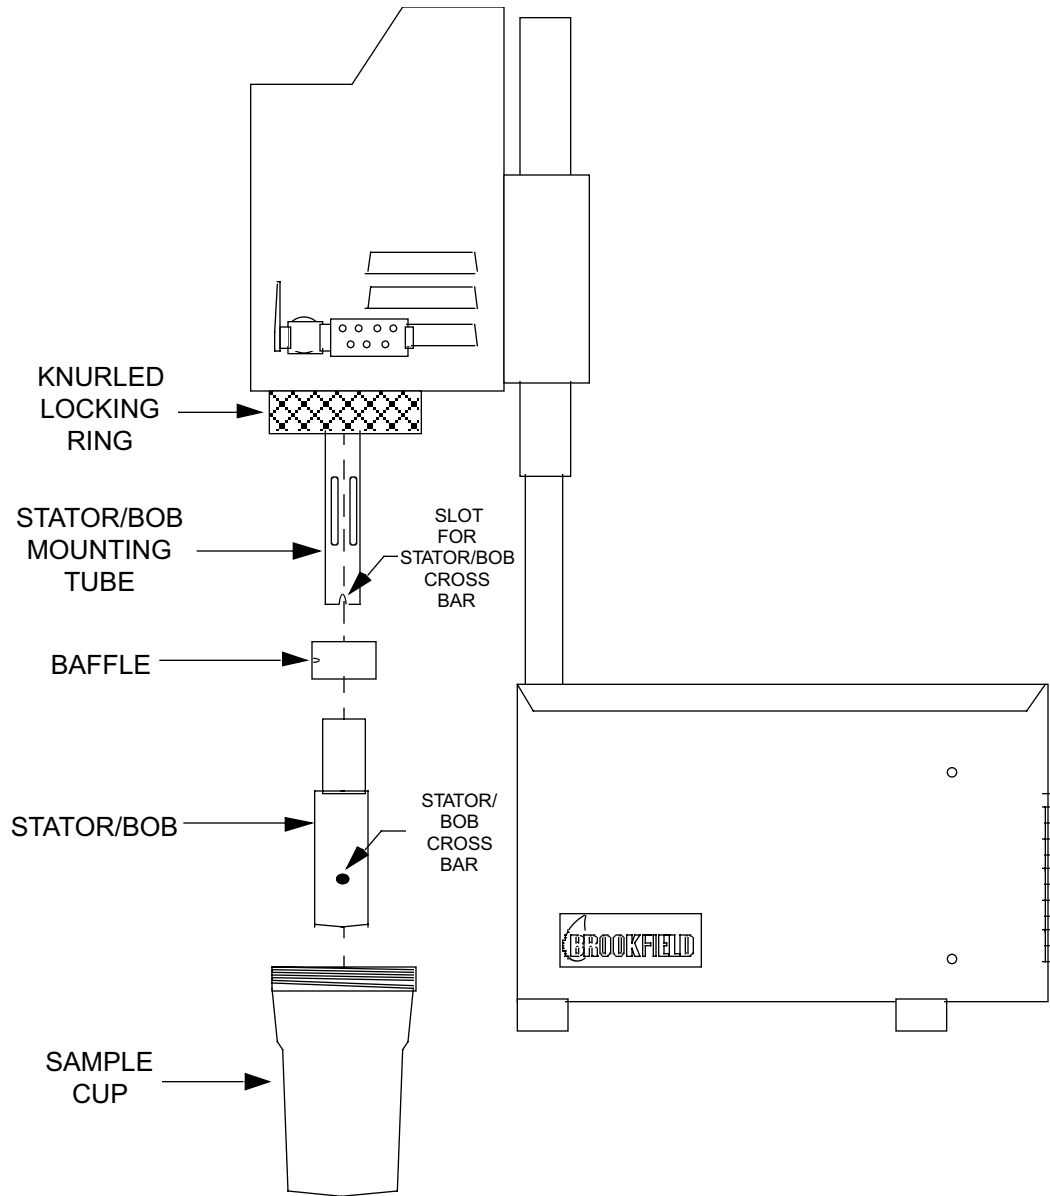 KNURLED
LOCKING
RING
STATOR/BOB
MOUNTING
TUBE
SLOT
FOR
STATOR/BOB
CROSS
BAR
BAFFLE
STATOR/BOB
STATOR/
BOB
CROSS
BAR
BROOKFIELD
SAMPLE
CUP